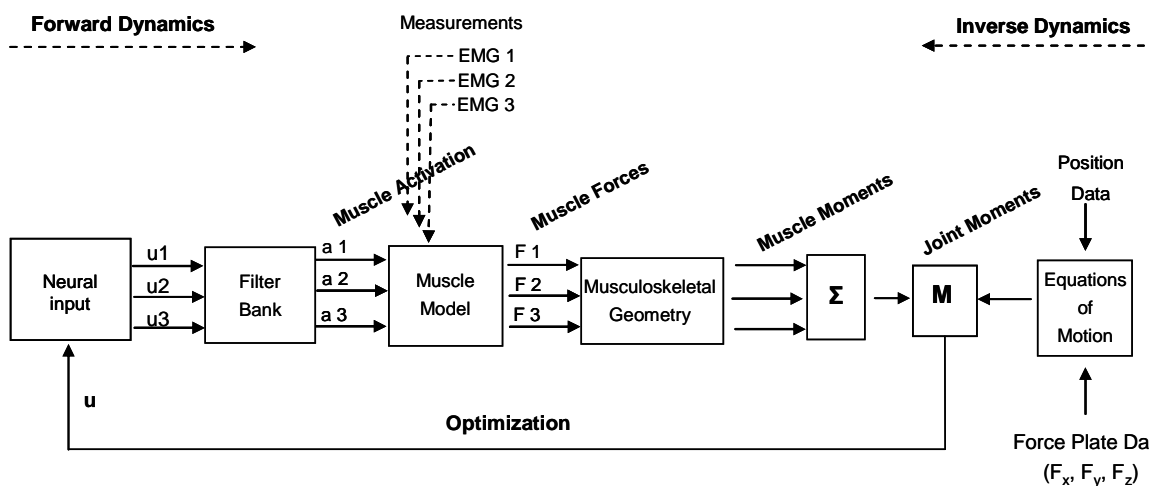 Forward Dynamics
Measurements
EMG 1
EMG 2
EMG 3
Inverse Dynamics
Muscle Activation
Muscle Forces
Muscle Moments
Joint Moments
Position
Data
Neural
input
u1
u2
u3
Filter
Bank
a 1
a 2
a 3
Muscle
Model
F 1
F 2
F 3
Musculoskeletal
Geometry
Σ
M
Equations
of
Motion
u
Optimization
Force Plate Da
(Fx, Fy, Fz)